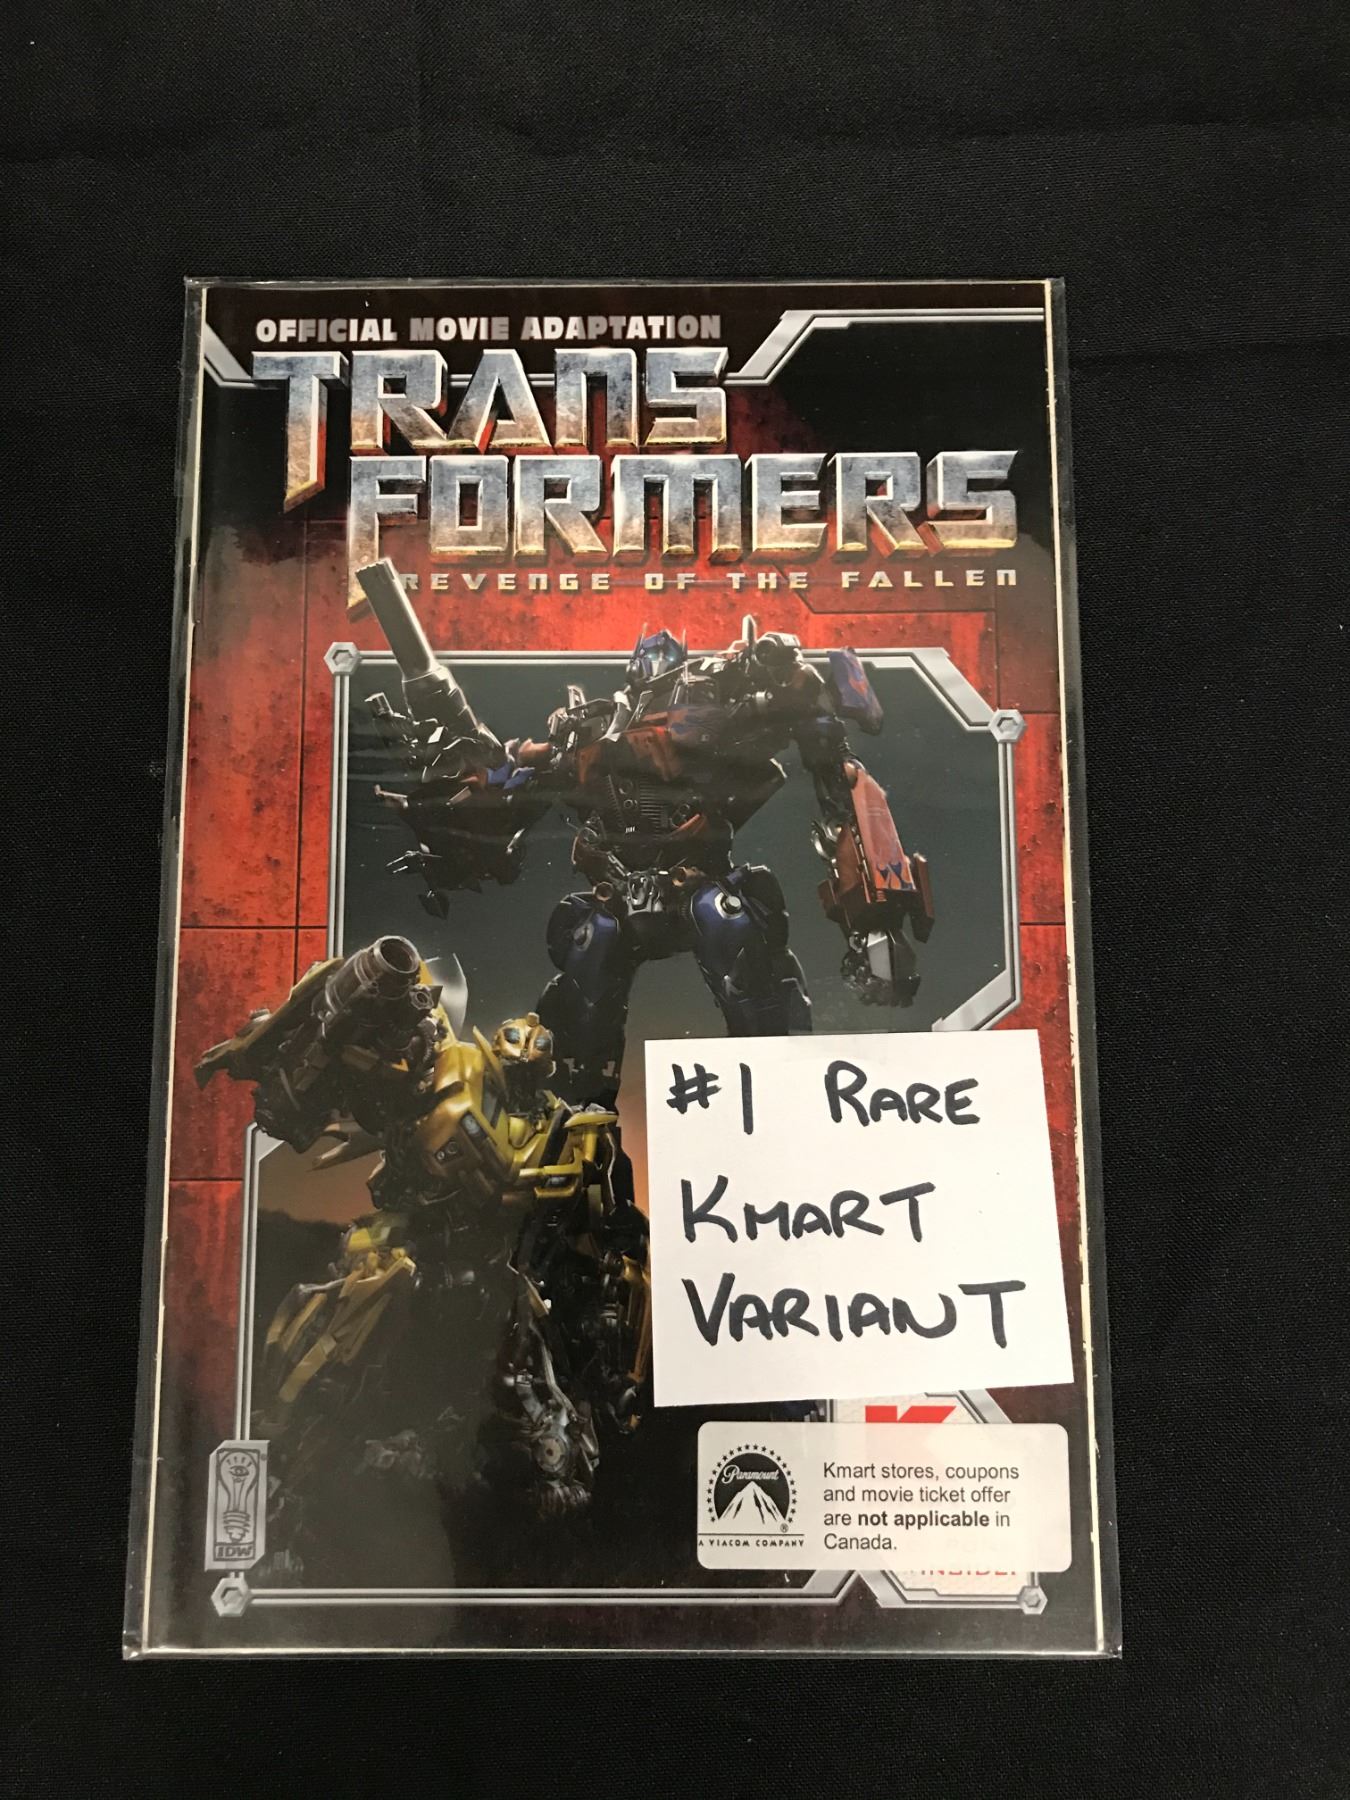 OFFICIAL MOVIE ADAPTATION
TRANS
FORMERS
REVENGE OF THE FALLEN
#1 RARE
KMART
VARIANT
K
Paramount
®
A VIACOM COMPANY
Kmart stores, coupons
and movie ticket offer
are not applicable in
Canada.
INSIDE!
IDW